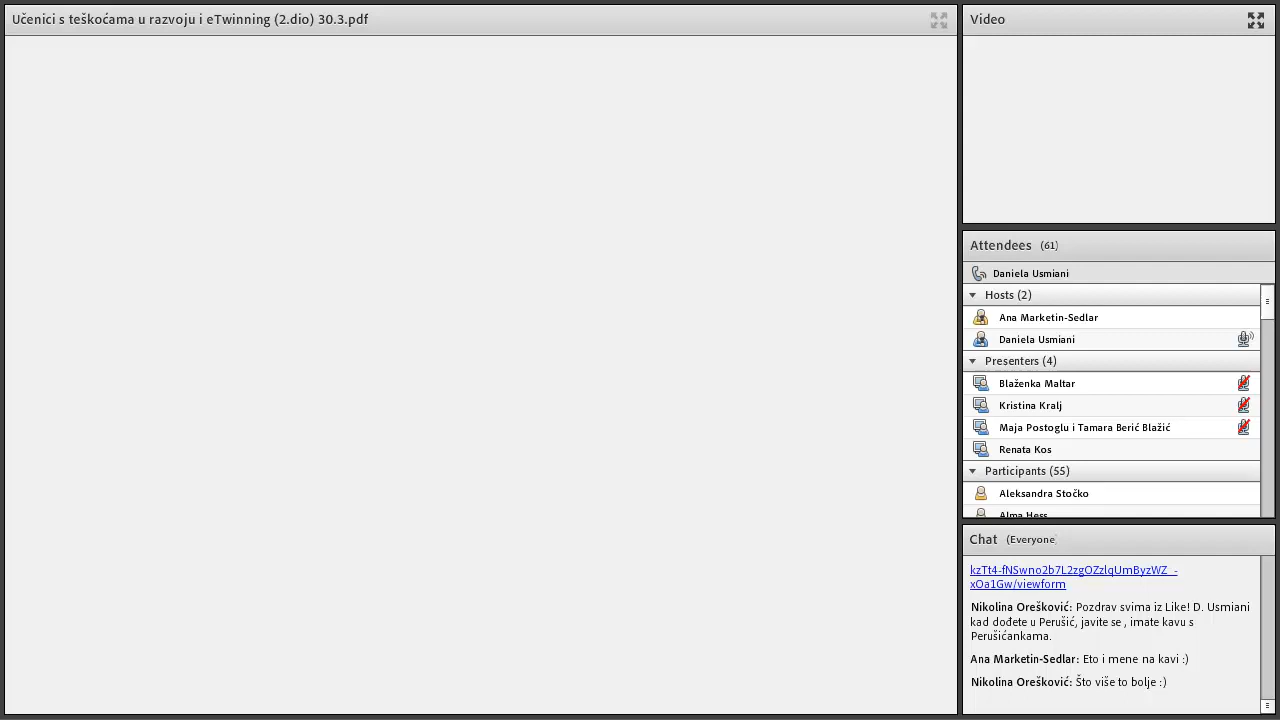 Učenici s teškoćama u razvoju i eTwinning (2.dio) 30.3.pdf
Video
Attendees (61)
Daniela Usmiani
Hosts (2)
Ana Marketin-Sedlar
Daniela Usmiani
Presenters (4)
Blaženka Maltar
Kristina Kralj
Maja Postoglu i Tamara Berić Blažić
Renata Kos
Participants (55)
Aleksandra Stočko
Alma Hess
Chat (Everyone
kzTt4-fNSwno2b7L2zgOZzlqUmByzWZ_-
xOa1Gw/viewform
Nikolina Orešković: Pozdrav svima iz Like! D. Usmiani
kad dođete u Perušić, javite se , imate kavu s
Perušićankama.
Ana Marketin-Sedlar: Eto i mene na kavi :)
Nikolina Orešković: Što više to bolje :)